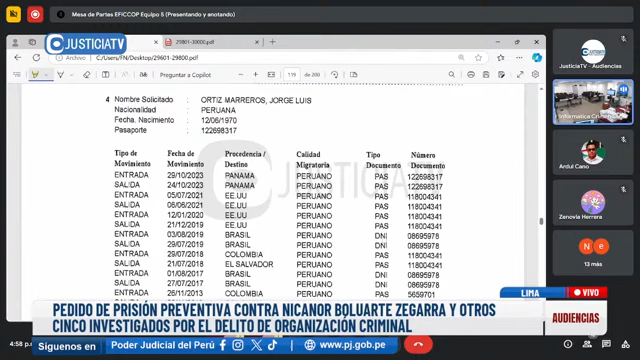 Mesa de Partas EFICCOP Equipo 5 (Presentando y anotando)
JUSTICIATV
29801-30000.pdf
Archivo
C:/Users/FN/Desktop/29601-29800.pdf
Preguntar a Copilot
119 de 200
4 Nombre Solicitado : ORTIZ MARREROS, JORGE LUIS
Nacionalidad : PERUANA
Fecha. Nacimiento : 12/06/1970
Pasaporte : 122698317
Tipo de Movimiento Fecha de Movimiento Procedencia / Destino Calidad Migratoria Tipo Documento Número Documento
ENTRADA 29/10/2023 PANAMA PERUANO PAS 122698317
SALIDA 24/10/2023 PANAMA PERUANO PAS 122698317
ENTRADA 05/07/2021 EE.UU PERUANO PAS 118004341
SALIDA 06/06/2021 EE.UU PERUANO PAS 118004341
ENTRADA 12/01/2020 EE.UU PERUANO PAS 118004341
SALIDA 21/12/2019 EE.UU PERUANO PAS 118004341
ENTRADA 03/08/2019 BRASIL PERUANO DNI 08695978
SALIDA 29/07/2019 BRASIL PERUANO DNI 08695978
ENTRADA 29/07/2018 COLOMBIA PERUANO PAS 118004341
SALIDA 21/07/2018 EL SALVADOR PERUANO PAS 118004341
ENTRADA 01/08/2017 BRASIL PERUANO DNI 08695978
SALIDA 27/07/2017 BRASIL PERUANO DNI 08695978
ENTRADA 26/11/2013 COLOMBIA PERUANO PAS 5659701
JUSTICIATV
JusticiaTV - Audiencias
Informatica Crimin
Ardul Cano
Zenovia Herrera
N e
13 más
LIMA
VIVO
PEDIDO DE PRISIÓN PREVENTIVA CONTRA NICANOR BOLUARTE ZEGARRA Y OTROS
CINCO INVESTIGADOS POR EL DELITO DE ORGANIZACIÓN CRIMINAL
AUDIENCIAS
4:58 p.
Síguenos en
Poder Judicial del Perú
www.pj.gob.pe